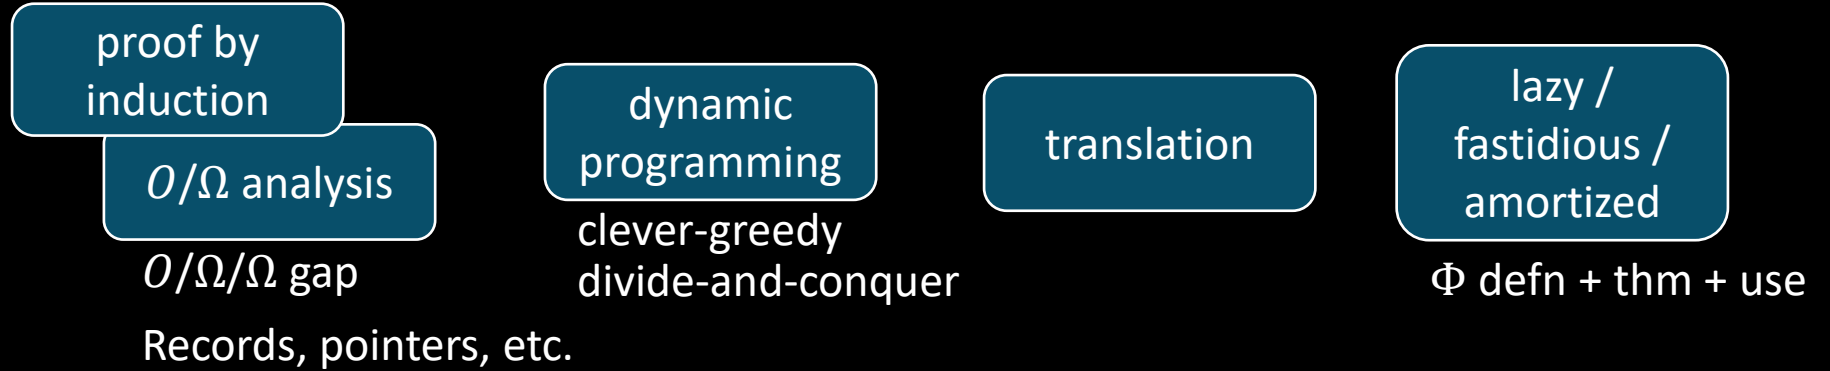 proof by
induction
𝑂/Ω analysis
𝑂/Ω/Ω gap
Records, pointers, etc.
dynamic
programming
clever-greedy
divide-and-conquer
translation
lazy /
fastidious /
amortized
Φ defn + thm + use